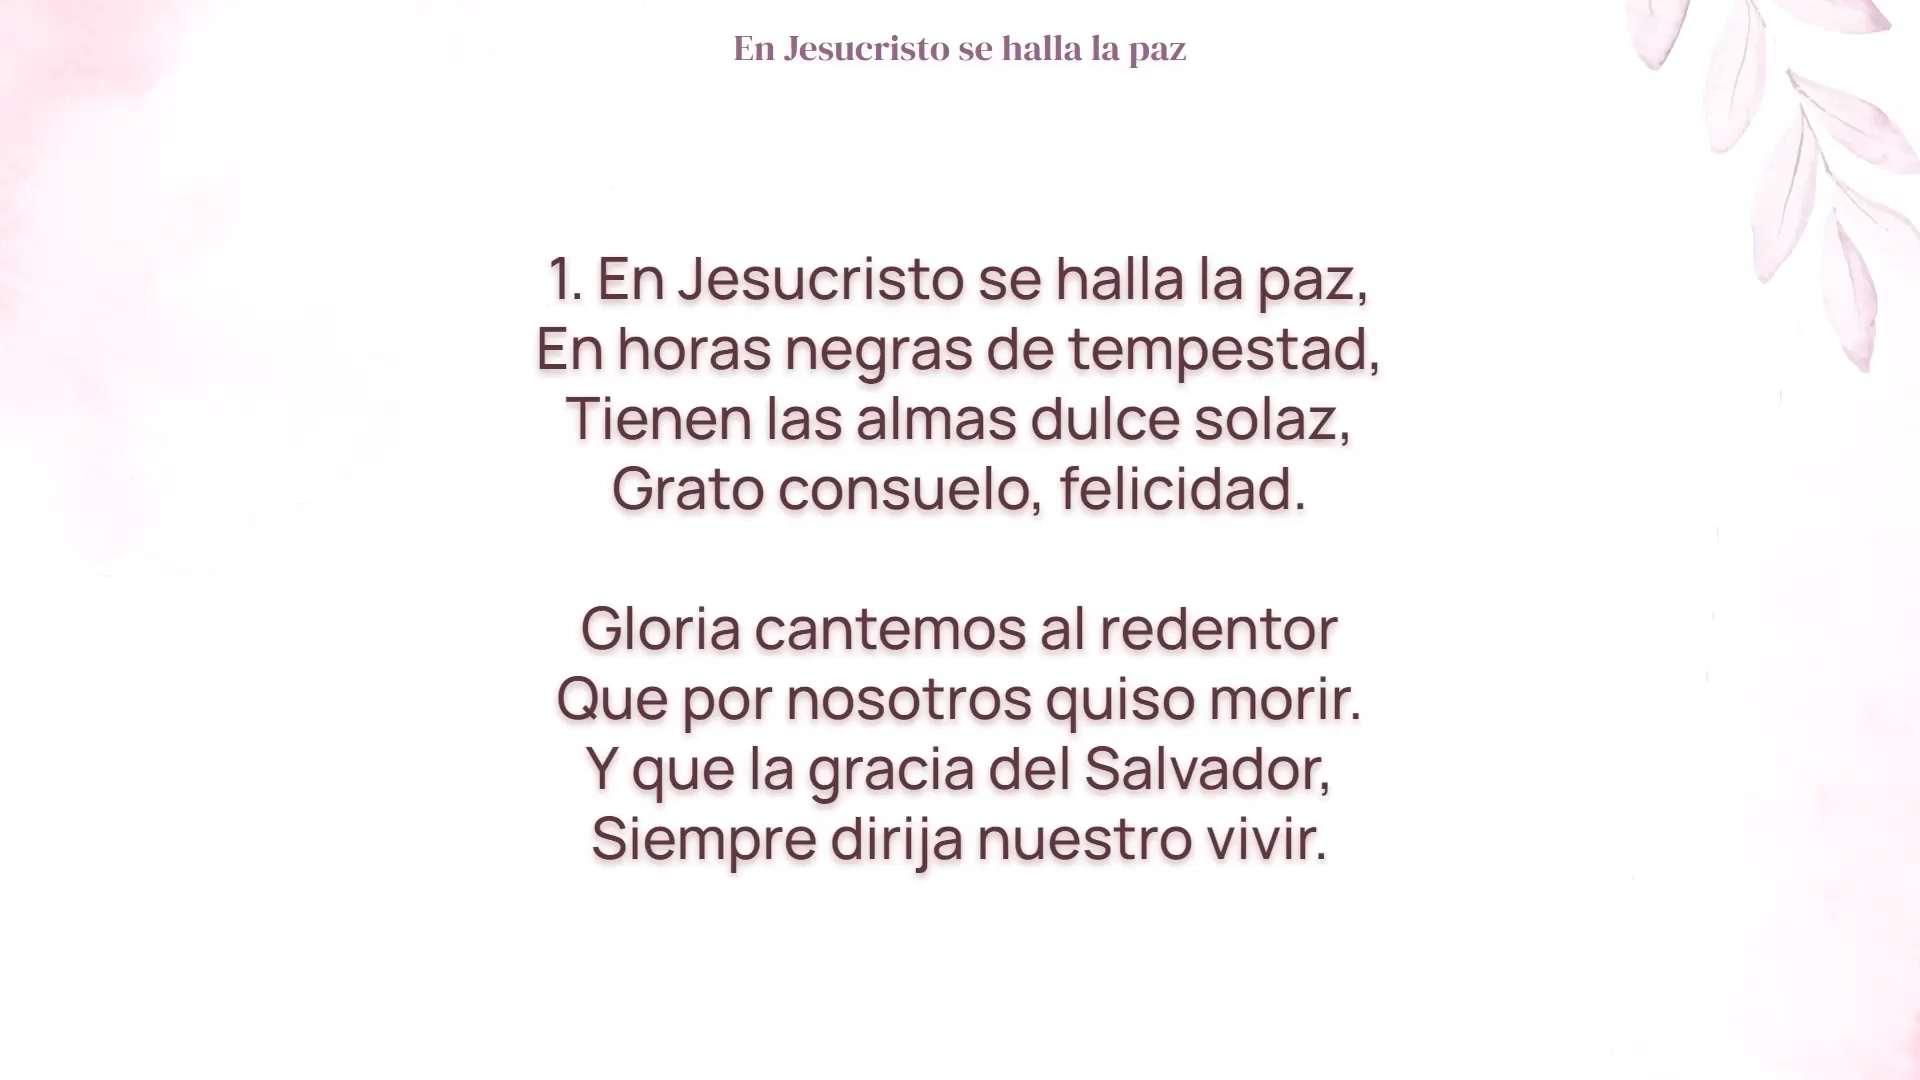 En Jesucristo se halla la paz
1. En Jesucristo se halla la paz,
En horas negras de tempestad,
Tienen las almas dulce solaz,
Grato consuelo, felicidad.
Gloria cantemos al redentor
Que por nosotros quiso morir.
Y que la gracia del Salvador,
Siempre dirija nuestro vivir.